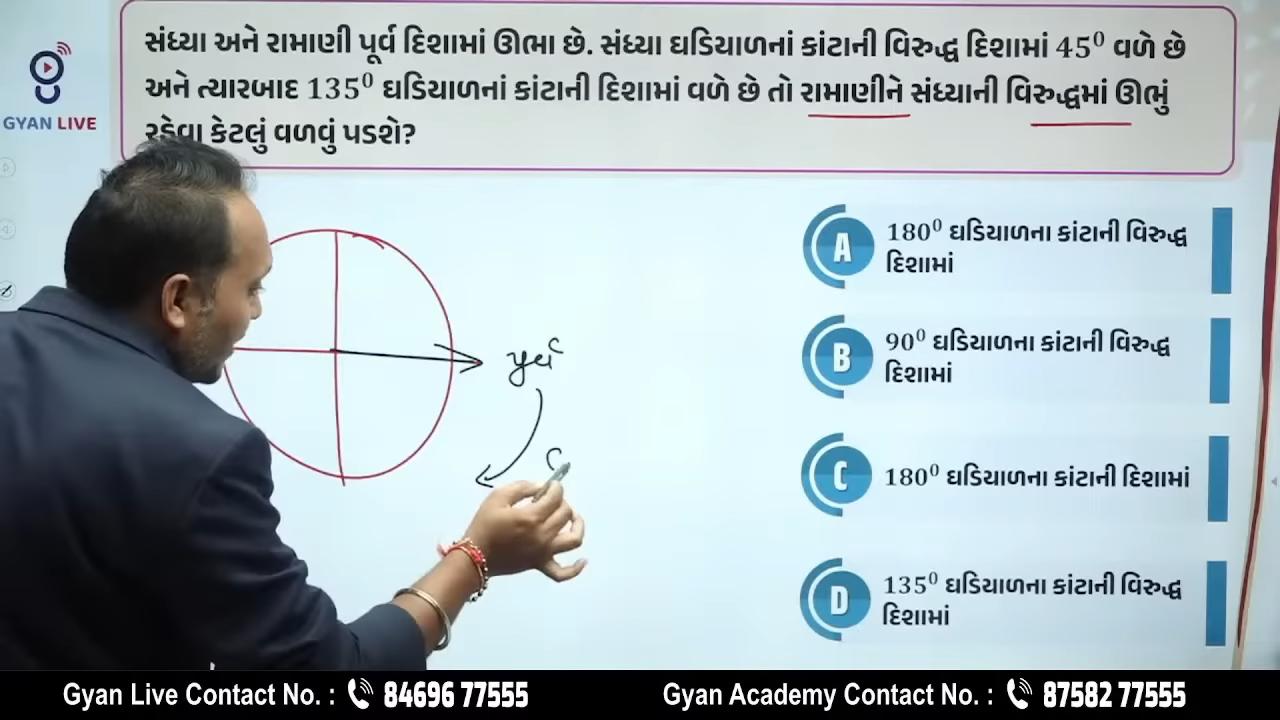 સંધ્યા અને રામાણી પૂર્વ દિશામાં ઊભા છે. સંધ્યા ઘડિયાળનાં કાંટાની વિરુદ્ધ દિશામાં 45⁰ વળે છે
અને ત્યારબાદ 135⁰ ઘડિયાળનાં કાંટાની દિશામાં વળે છે તો રામાણીને સંધ્યાની વિરુદ્ધમાં ઊભું
રહેવા કેટલું વળવું પડશે?
GYAN LIVE
A
180⁰ ઘડિયાળના કાંટાની વિરુદ્ધ
દિશામાં
B
90⁰ ઘડિયાળના કાંટાની વિરુદ્ધ
દિશામાં
C
180⁰ ઘડિયાળના કાંટાની દિશામાં
D
135⁰ ઘડિયાળના કાંટાની વિરુદ્ધ
દિશામાં
પૂર્વ
Gyan Live Contact No. : 84696 77555
Gyan Academy Contact No. : 87582 77555